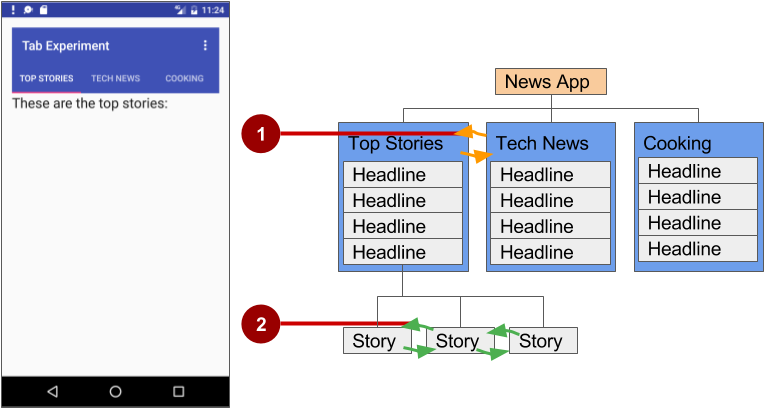 11:24
Tab Experiment
TOP STORIES TECH NEWS COOKING
These are the top stories:
News App
1
Top Stories
Headline
Headline
Headline
Headline
Tech News
Headline
Headline
Headline
Headline
Cooking
Headline
Headline
Headline
Headline
2
Story
Story
Story